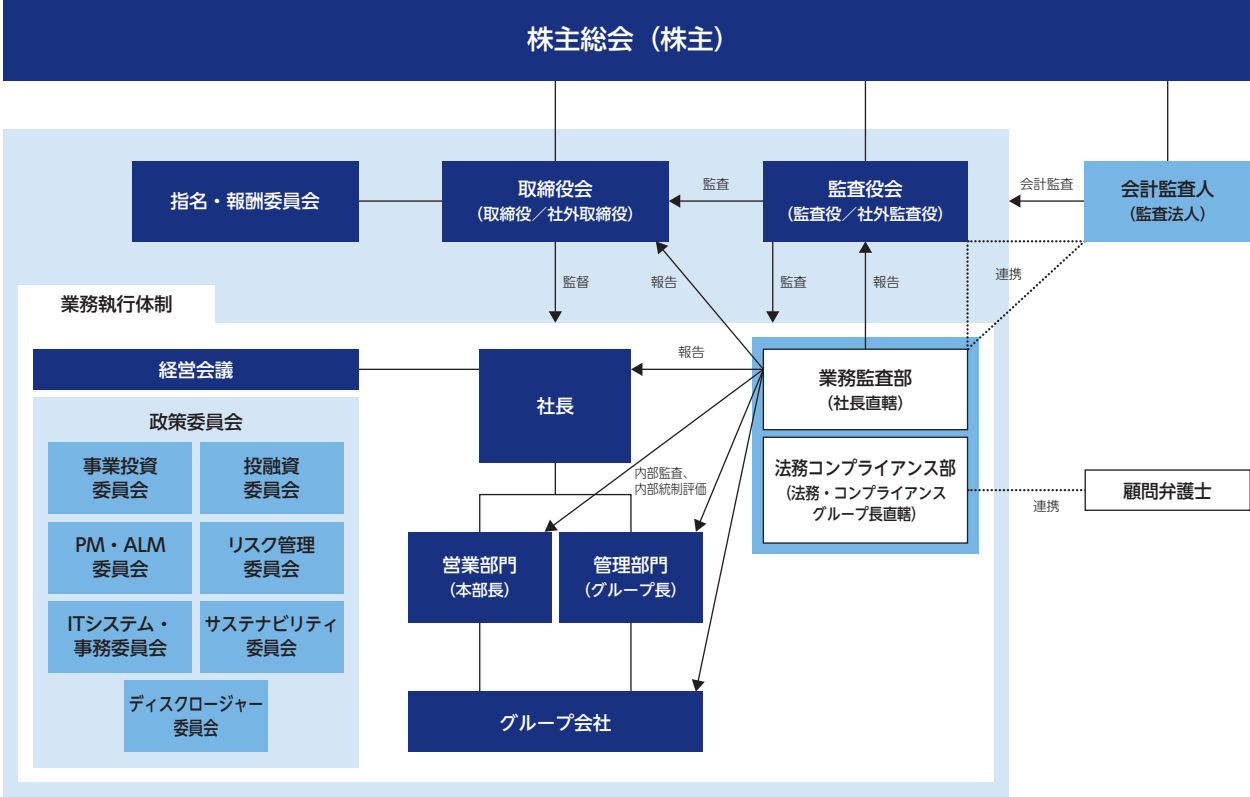 株主総会（株主）
指名・報酬委員会
取締役会
（取締役／社外取締役）
監査
監査役会
（監査役／社外監査役）
会計監査
会計監査人
（監査法人）
監督
報告
監査
報告
連携
業務執行体制
経営会議
社長
報告
業務監査部
（社長直轄）
政策委員会
事業投資
委員会
投融資
委員会
PM・ALM
委員会
リスク管理
委員会
ITシステム・
事務委員会
サステナビリティ
委員会
ディスクロージャー
委員会
内部監査、
内部統制評価
法務コンプライアンス部
（法務・コンプライアンス
グループ長直轄）
連携
顧問弁護士
営業部門
（本部長）
管理部門
（グループ長）
グループ会社